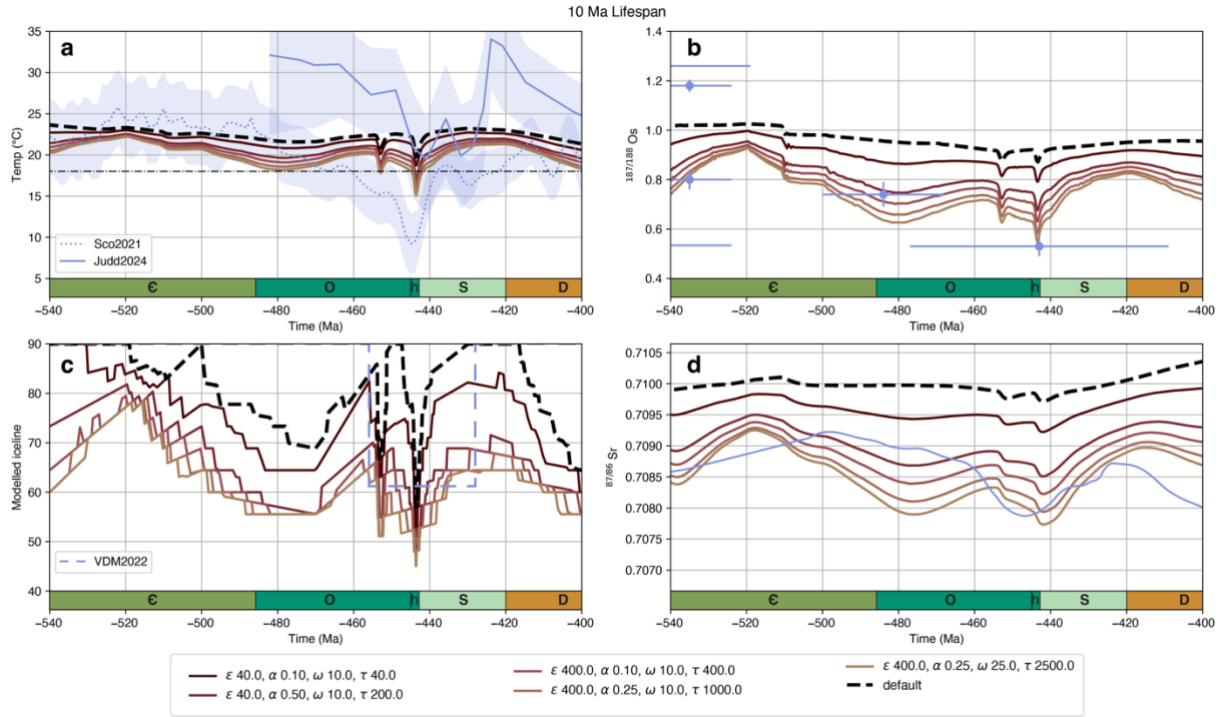 10 Ma Lifespan
a
35
30
25
20
15
10
5
Temp (°C)
Sco2021
Judd2024
Є
O
h
S
D
−540
−520
−500
−480
−460
−440
−420
−400
Time (Ma)
b
1.4
1.2
1.0
0.8
0.6
0.4
187/188 Os
Є
O
h
S
D
−540
−520
−500
−480
−460
−440
−420
−400
Time (Ma)
c
90
80
70
60
50
40
Modelled iceline
VDM2022
Є
O
h
S
D
−540
−520
−500
−480
−460
−440
−420
−400
Time (Ma)
d
0.7105
0.7100
0.7095
0.7090
0.7085
0.7080
0.7075
0.7070
87/86 Sr
Є
O
h
S
D
−540
−520
−500
−480
−460
−440
−420
−400
Time (Ma)
ε 40.0, α 0.10, ω 10.0, τ 40.0
ε 40.0, α 0.50, ω 10.0, τ 200.0
ε 400.0, α 0.10, ω 10.0, τ 400.0
ε 400.0, α 0.25, ω 10.0, τ 1000.0
ε 400.0, α 0.25, ω 25.0, τ 2500.0
default